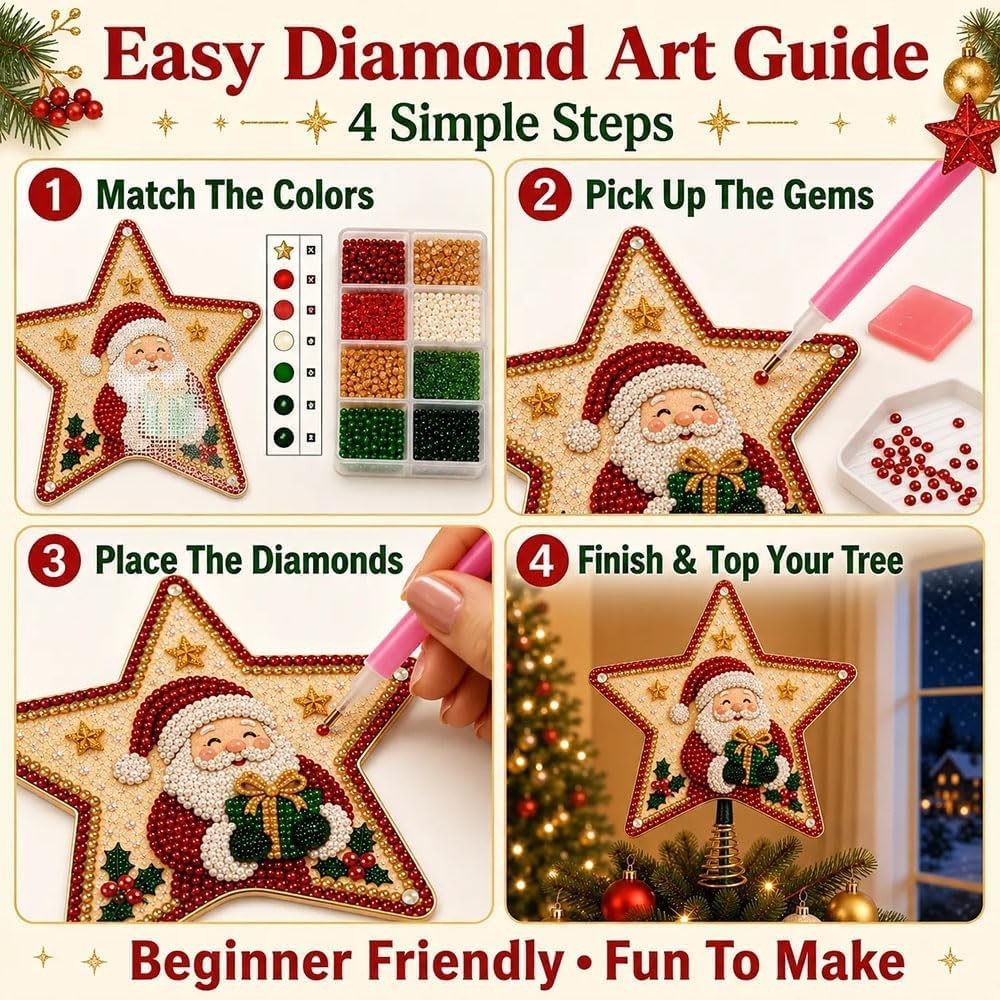 Easy Diamond Art Guide
4 Simple Steps
1 Match The Colors
2 Pick Up The Gems
3 Place The Diamonds
4 Finish & Top Your Tree
Beginner Friendly • Fun To Make